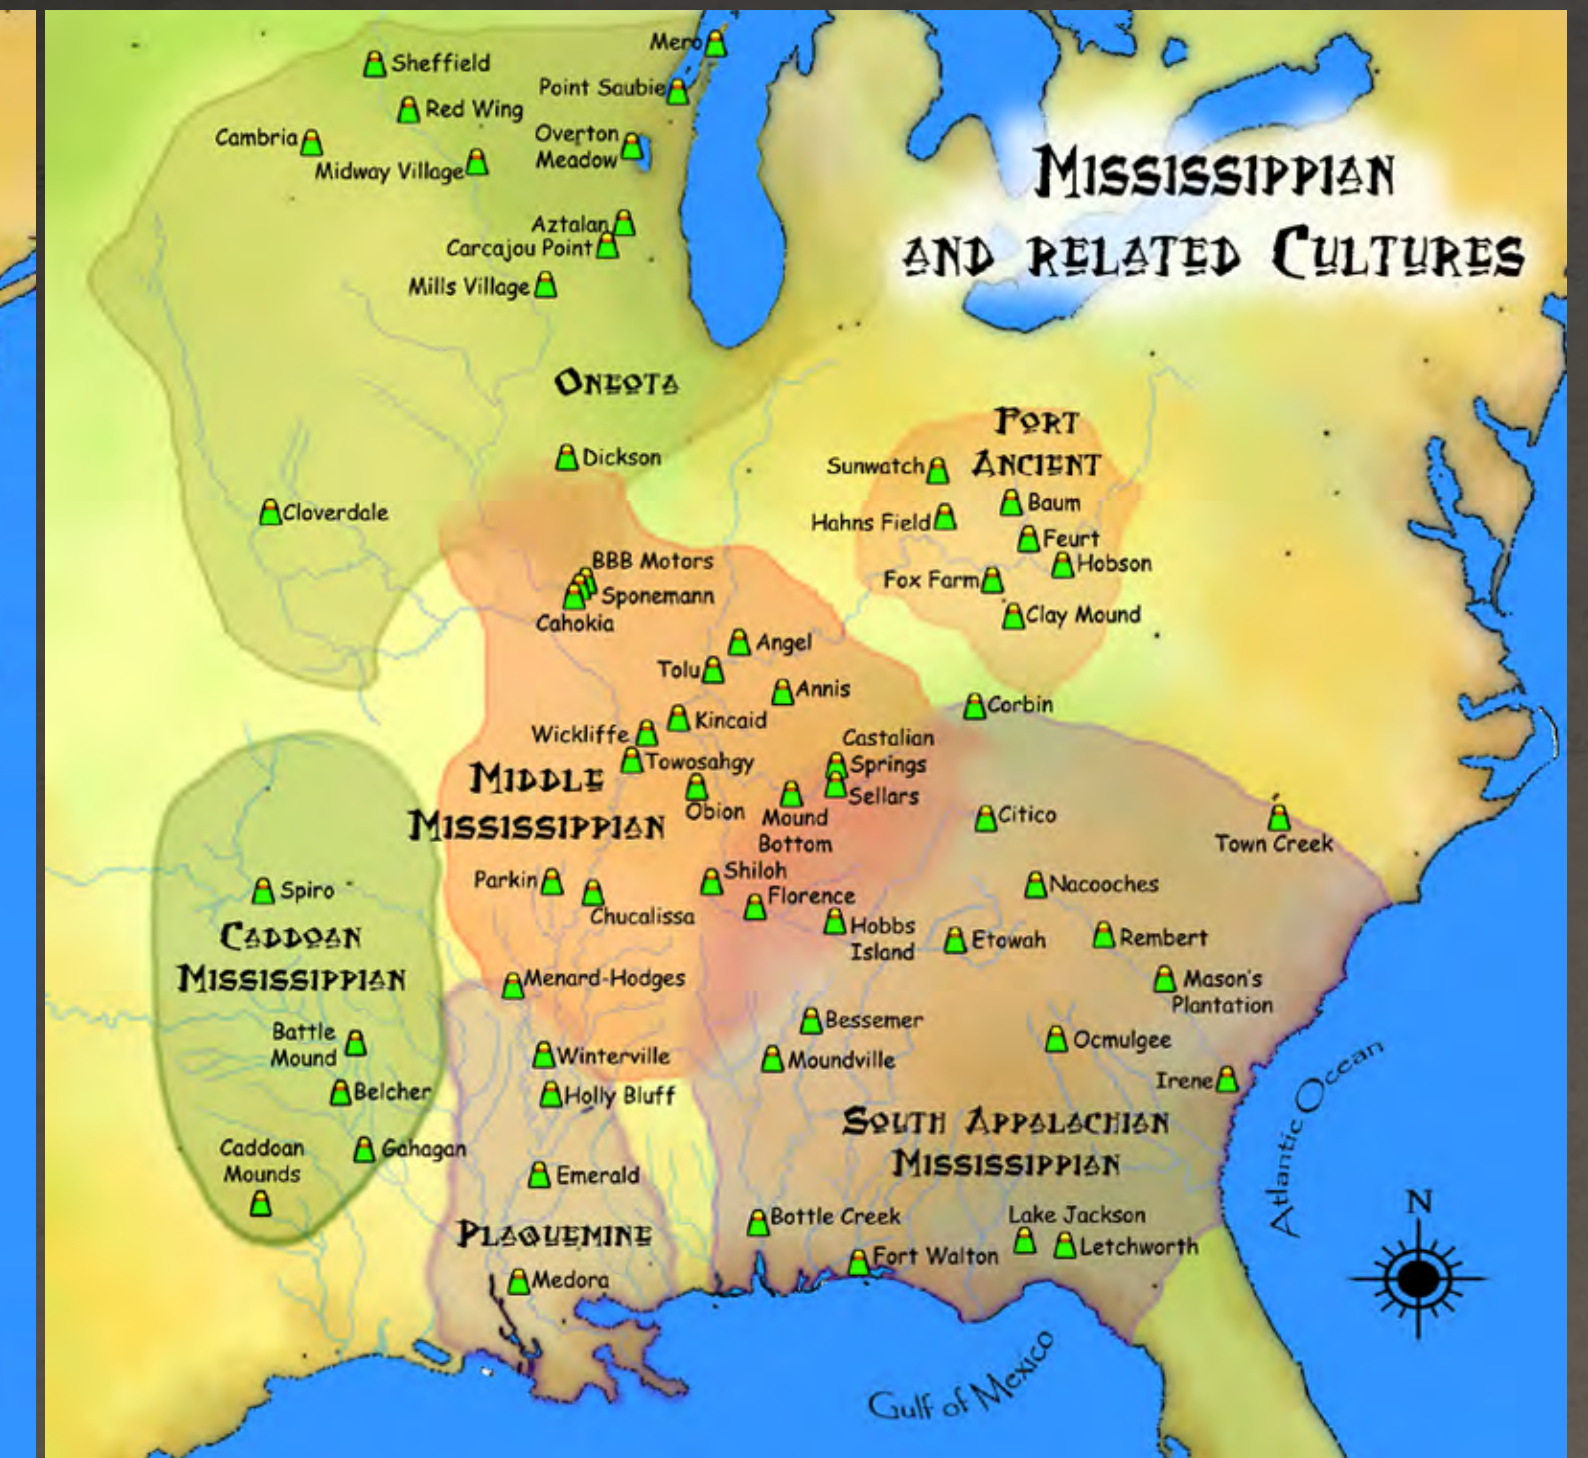 Mississippian
and related Cultures
Mero
Sheffield
Point Saubie
Red Wing
Cambria
Overton
Meadow
Midway Village
Aztalan
Carcajou Point
Mills Village
Oneota
Dickson
Cloverdale
Fort
Ancient
Sunwatch
Baum
Hahns Field
Feurt
Hobson
Fox Farm
Clay Mound
BBB Motors
Sponemann
Cahokia
Angel
Tolu
Annis
Corbin
Kincaid
Wickliffe
Castalian
Springs
Towosahgy
Sellars
Middle
Mississippian
Obion
Mound
Bottom
Citico
Town Creek
Shiloh
Parkin
Florence
Chucalissa
Nacooches
Hobbs
Island
Etowah
Rembert
Spiro
Caddoan
Mississippian
Menard-Hodges
Mason's
Plantation
Battle
Mound
Bessemer
Ocmulgee
Winterville
Moundville
Belcher
Holly Bluff
Irene
South Appalachian
Mississippian
Caddoan
Mounds
Gahagan
Emerald
Plaquemine
Bottle Creek
Lake Jackson
Fort Walton
Letchworth
Medora
Atlantic Ocean
N
Gulf of Mexico